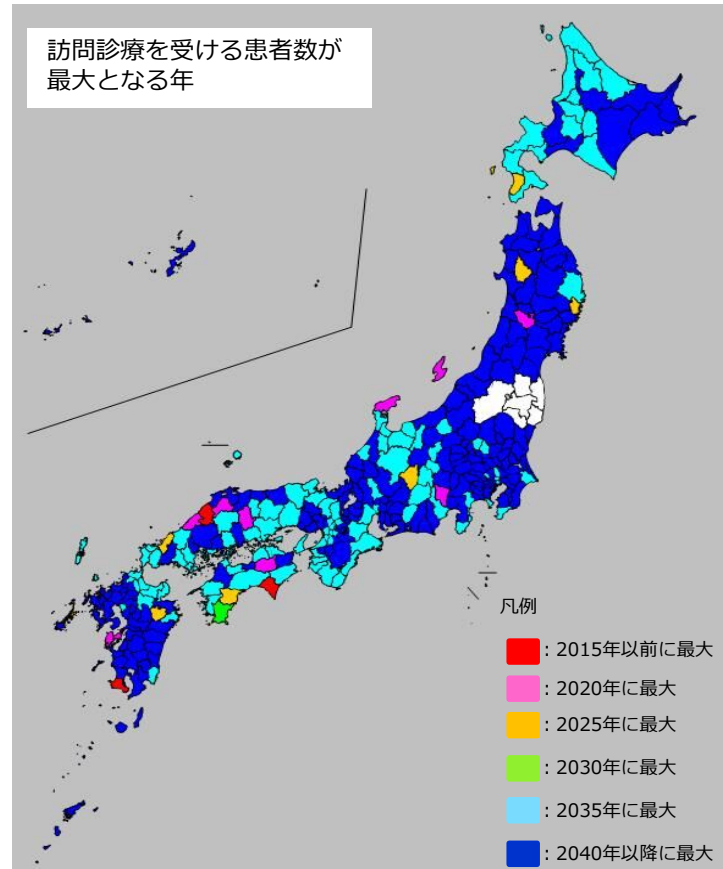 訪問診療を受ける患者数が
最大となる年
凡例
：2015年以前に最大
：2020年に最大
：2025年に最大
：2030年に最大
：2035年に最大
：2040年以降に最大